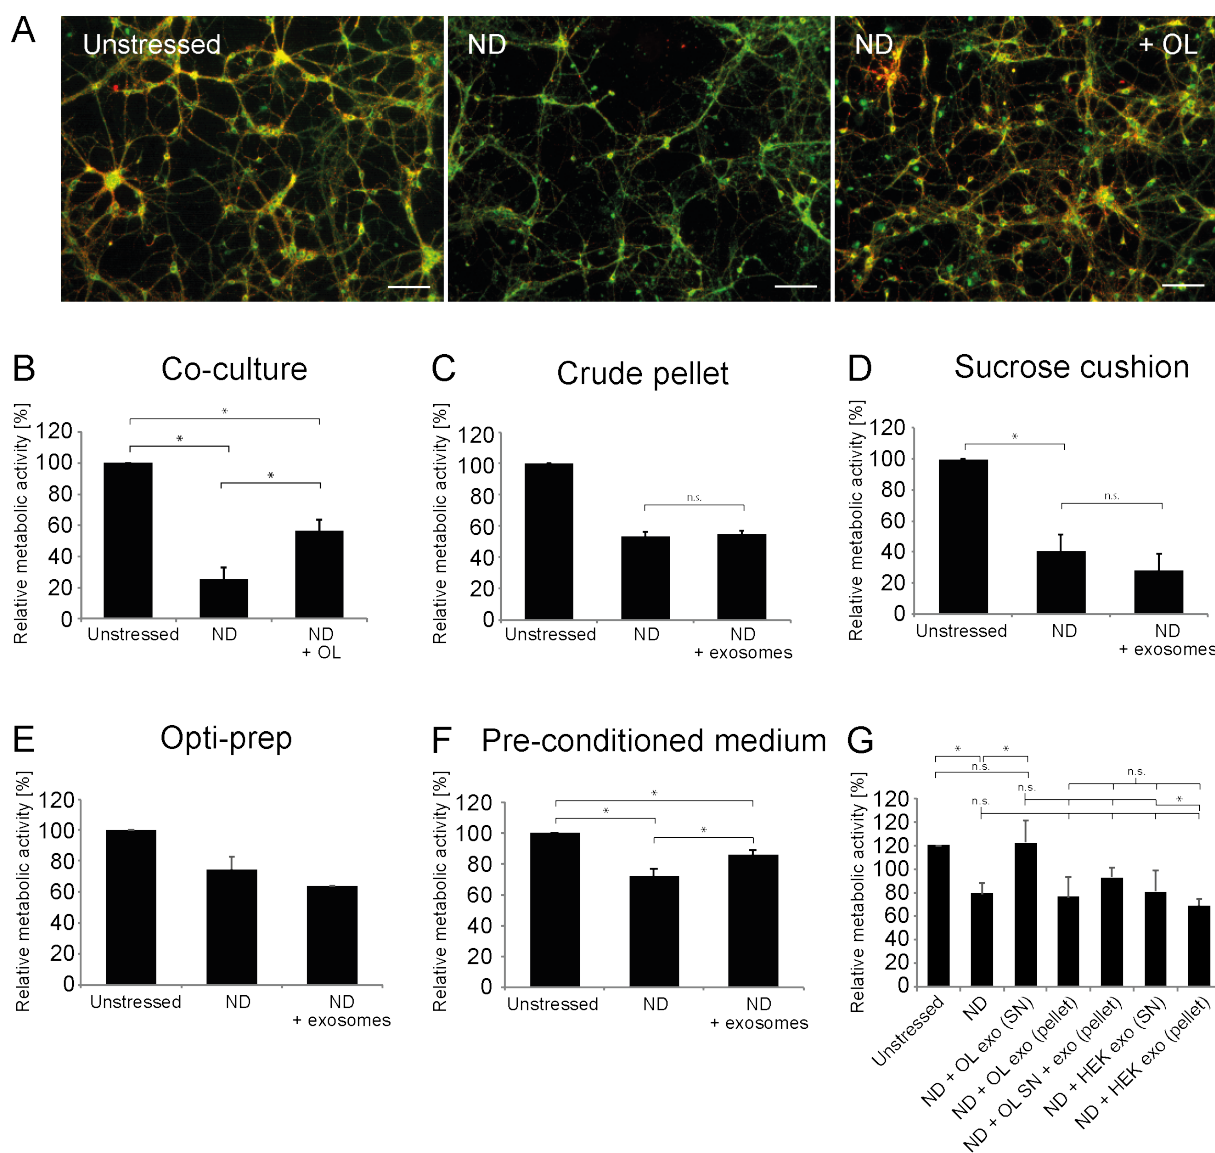 A
Unstressed
ND
ND
+ OL
B
Co-culture
Relative metabolic activity [%]
120
100
80
60
40
20
0
*
*
*
Unstressed
ND
ND
+ OL
C
Crude pellet
Relative metabolic activity [%]
120
100
80
60
40
20
0
n.s.
Unstressed
ND
ND
+ exosomes
D
Sucrose cushion
Relative metabolic activity [%]
120
100
80
60
40
20
0
*
n.s.
Unstressed
ND
ND
+ exosomes
E
Opti-prep
Relative metabolic activity [%]
120
100
80
60
40
20
0
Unstressed
ND
ND
+ exosomes
F
Pre-conditioned medium
Relative metabolic activity [%]
120
100
80
60
40
20
0
*
*
*
Unstressed
ND
ND
+ exosomes
G
Relative metabolic activity [%]
120
100
120
80
60
40
20
120
* *
n.s.
n.s.
n.s.
n.s.
*
Unstressed
ND
ND + OL exo (SN)
ND + OL exo (pellet)
ND + OL SN + exo (pellet)
ND + HEK exo (SN)
ND + HEK exo (pellet)